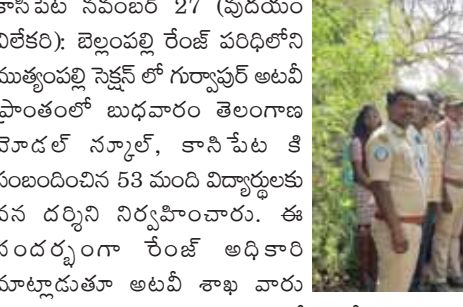 కాసిపేట నవంబర్ 27 (వుదయం
విలేకరి): బెల్లంపల్లి రేంజ్ పరిధిలోని
ముత్యంపల్లి సెక్షన్ లో గుర్వాపుర్ అటవీ
ప్రాంతంలో బుధవారం తెలంగాణ
మోడల్ స్కూల్, కాసిపేట కి
సంబందించిన 53 మంది విద్యార్థులకు
వన దర్శిని నిర్వహించారు. ఈ
సందర్భంగా రేంజ్ అధికారి
మాట్లాడుతూ అటవీ శాఖ వారు